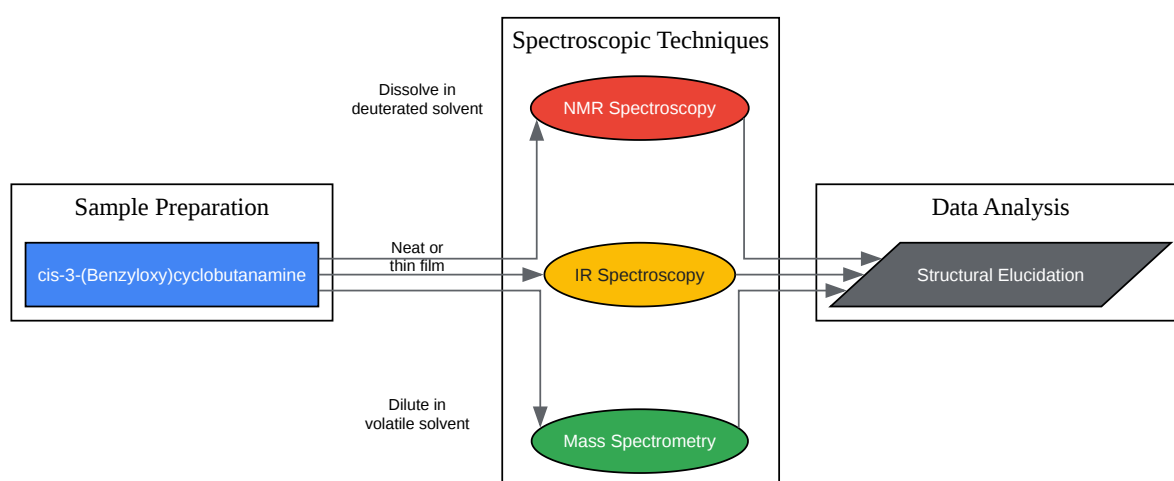 Spectroscopic Techniques
Dissolve in
deuterated solvent
NMR Spectroscopy
Sample Preparation
Data Analysis
cis-3-(Benzyloxy)cyclobutanamine
Neat or
thin film
IR Spectroscopy
Structural Elucidation
Dilute in
volatile solvent
Mass Spectrometry